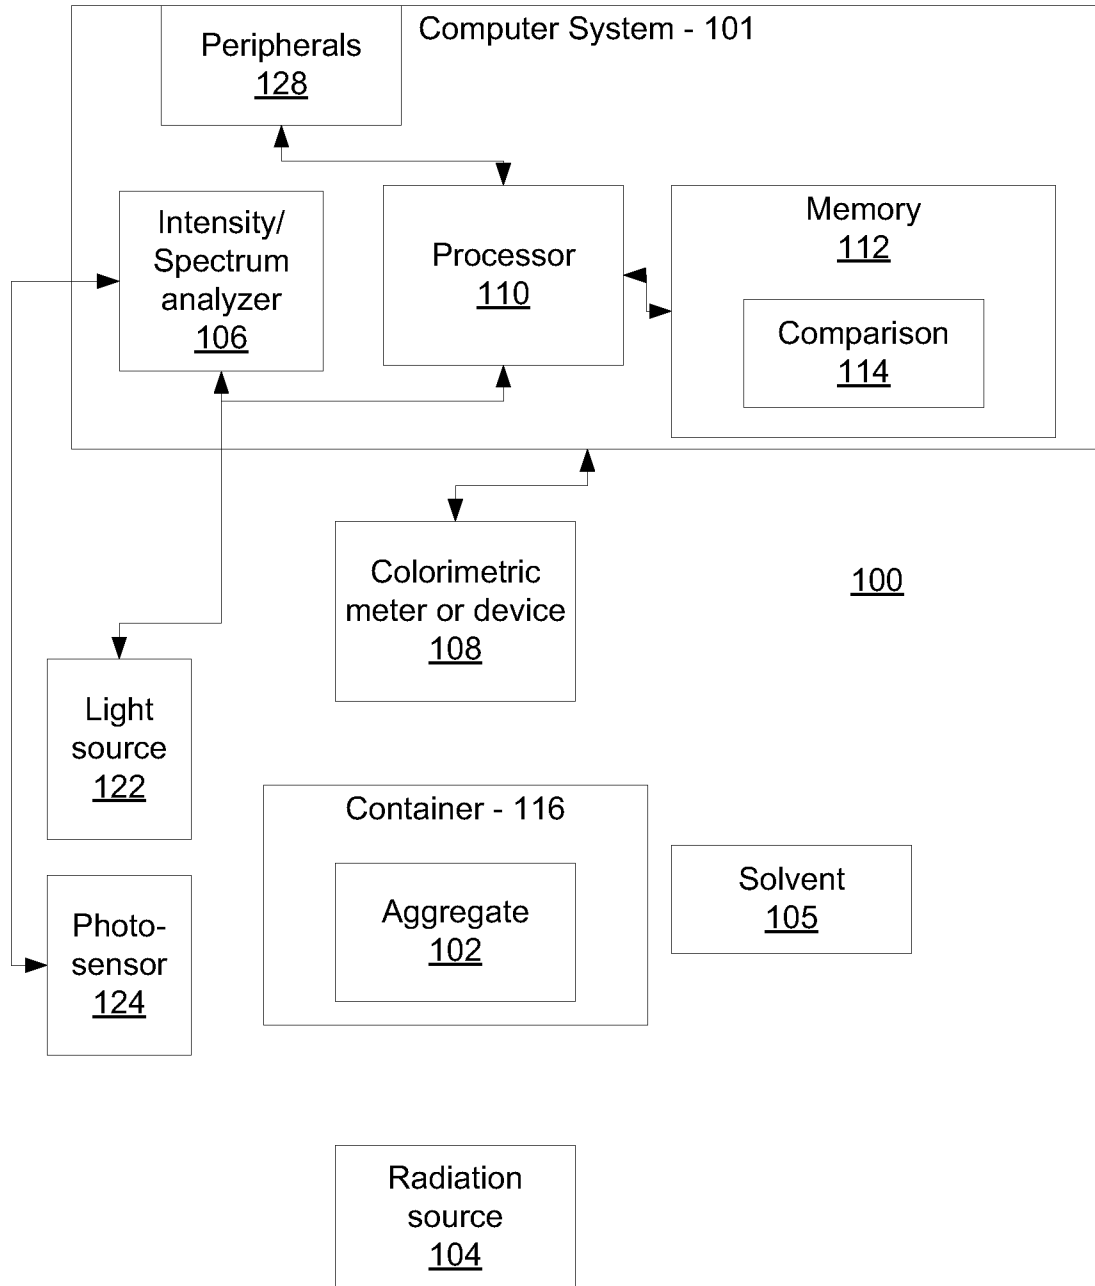 Computer System - 101
Peripherals
128
Intensity/
Spectrum
analyzer
106
Processor
110
Memory
112
Comparison
114
Colorimetric
meter or device
108
100
Light
source
122
Container - 116
Aggregate
102
Solvent
105
Photo-
sensor
124
Radiation
source
104